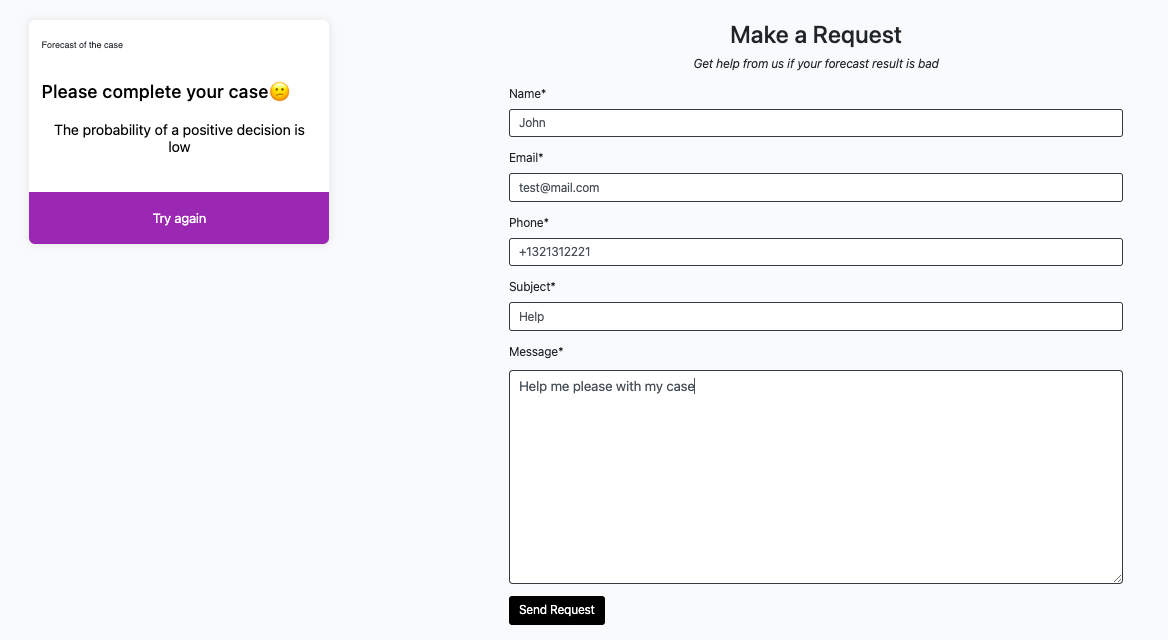 Forecast of the case
Please complete your case😕
The probability of a positive decision is
low
Try again
Make a Request
Get help from us if your forecast result is bad
Name*
John
Email*
test@mail.com
Phone*
+1321312221
Subject*
Help
Message*
Help me please with my case
Send Request